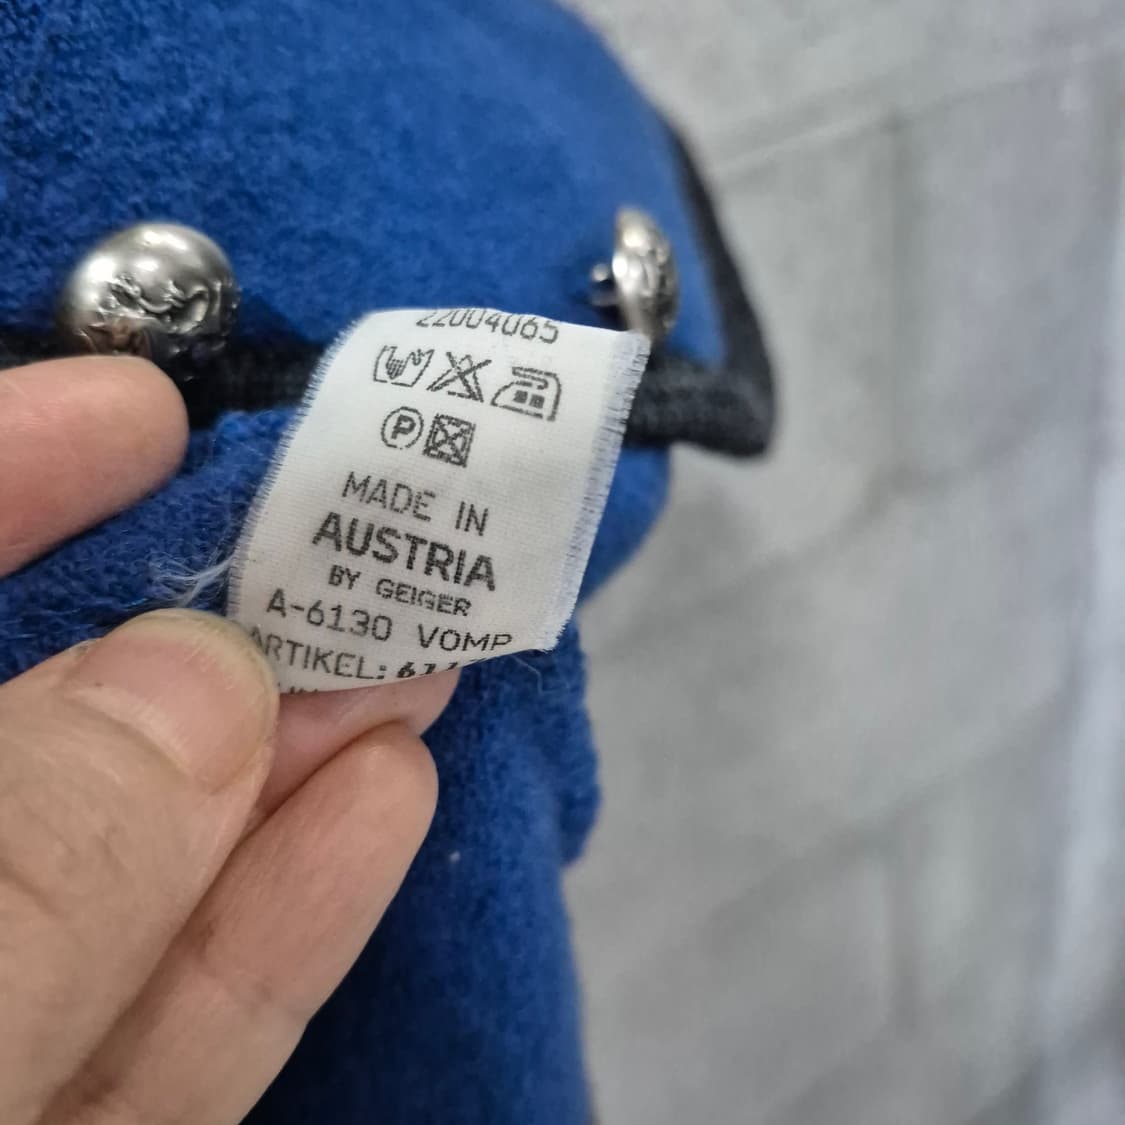 22004065
P
MADE IN
AUSTRIA
BY GEIGER
A-6130 VOMP
ARTIKEL: